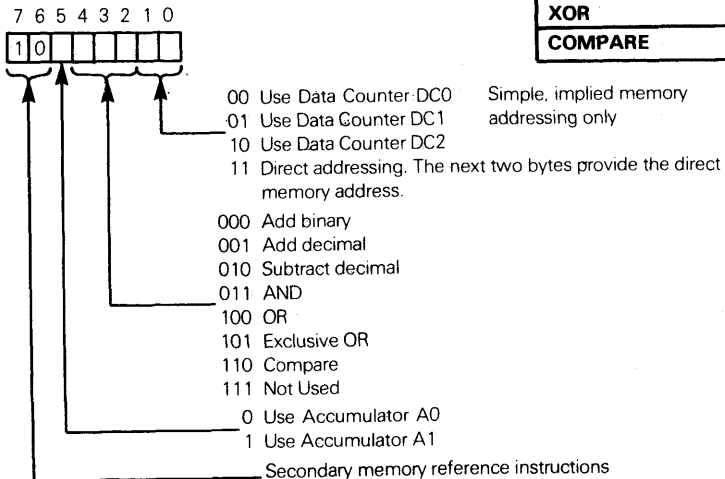 XOR
COMPARE
7 6 5 4 3 2 1 0
1 0
00 Use Data Counter DC0 Simple, implied memory
01 Use Data Counter DC1 addressing only
10 Use Data Counter DC2
11 Direct addressing. The next two bytes provide the direct
memory address.
000 Add binary
001 Add decimal
010 Subtract decimal
011 AND
100 OR
101 Exclusive OR
110 Compare
111 Not Used
0 Use Accumulator A0
1 Use Accumulator A1
Secondary memory reference instructions